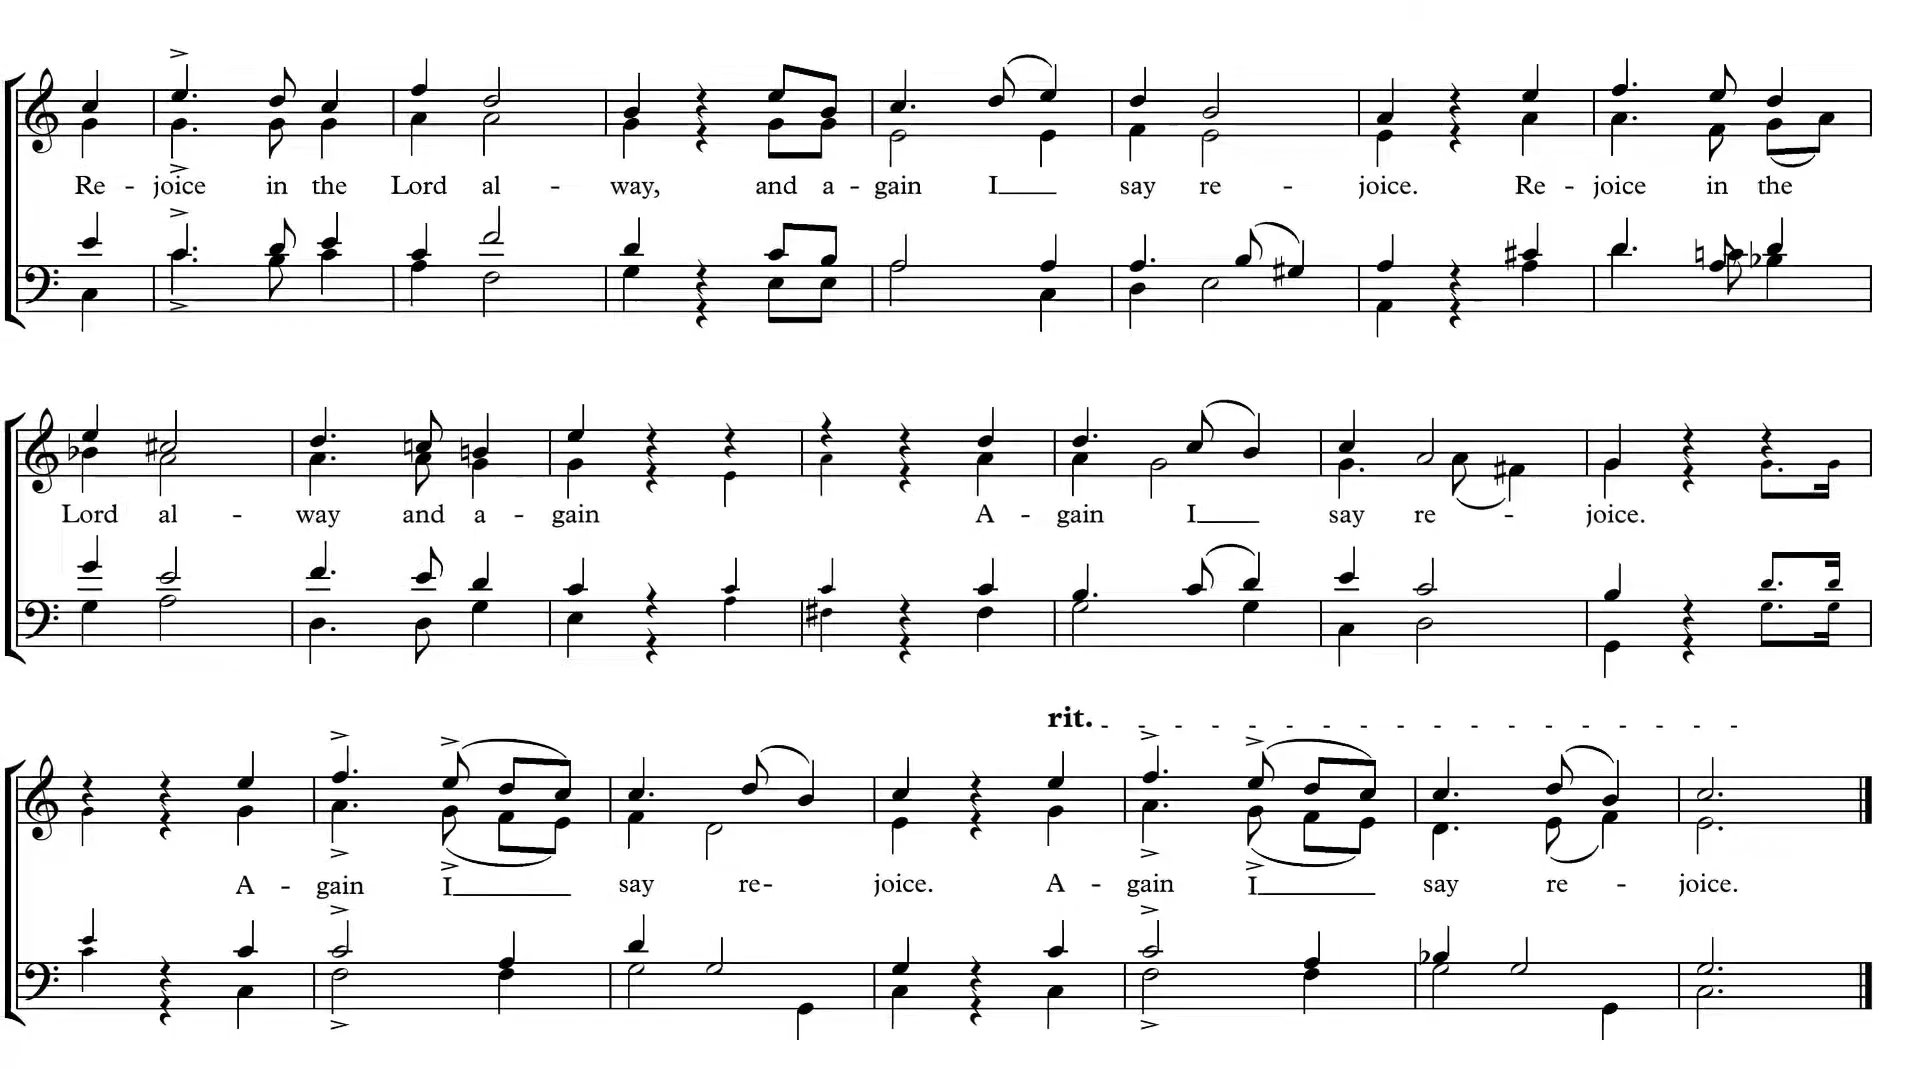 Re - joice in the Lord al - way, and a - gain I say re - joice. Re - joice in the
Lord al - way and a - gain A - gain I say re - joice.
rit. - - - - - - - - - - - - - - - - - -
A - gain I say re- joice. A - gain I say re - joice.